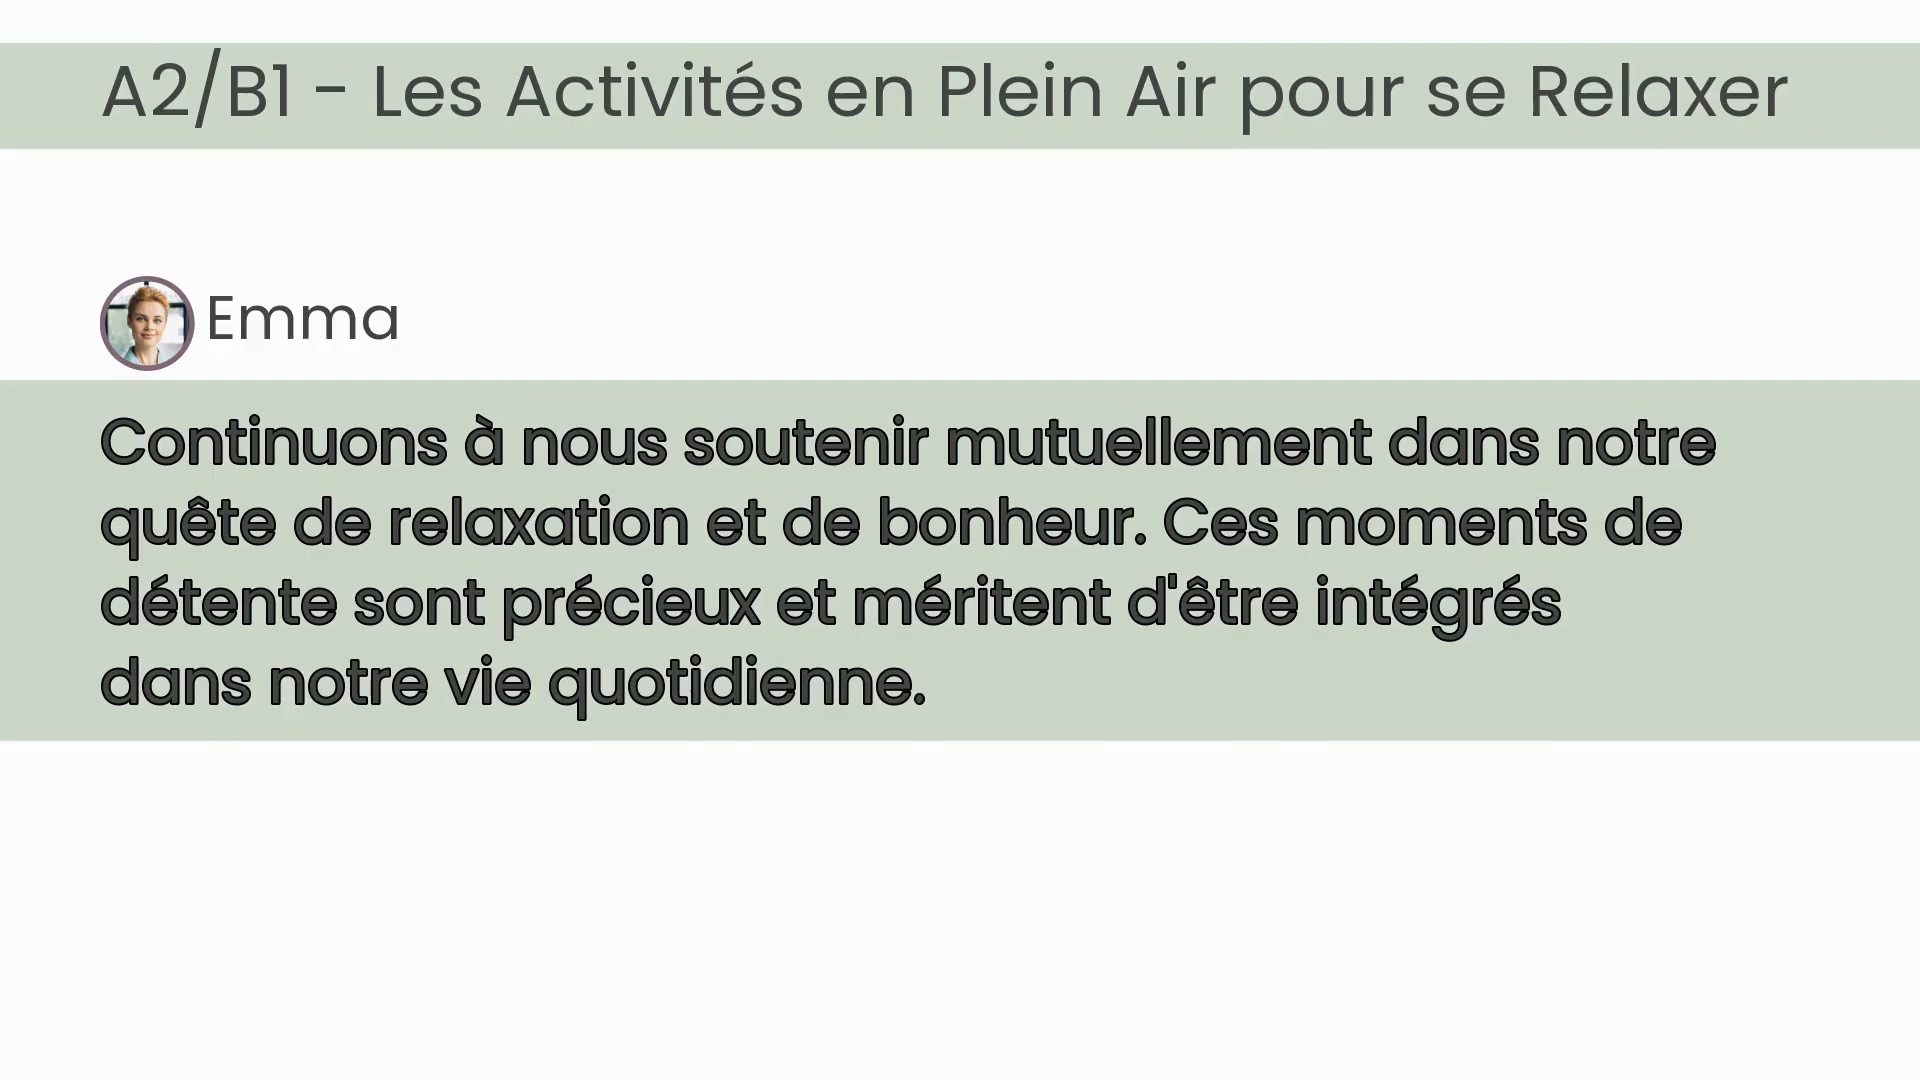 A2/B1 - Les Activités en Plein Air pour se Relaxer
Emma
Continuons à nous soutenir mutuellement dans notre
quête de relaxation et de bonheur. Ces moments de
détente sont précieux et méritent d'être intégrés
dans notre vie quotidienne.